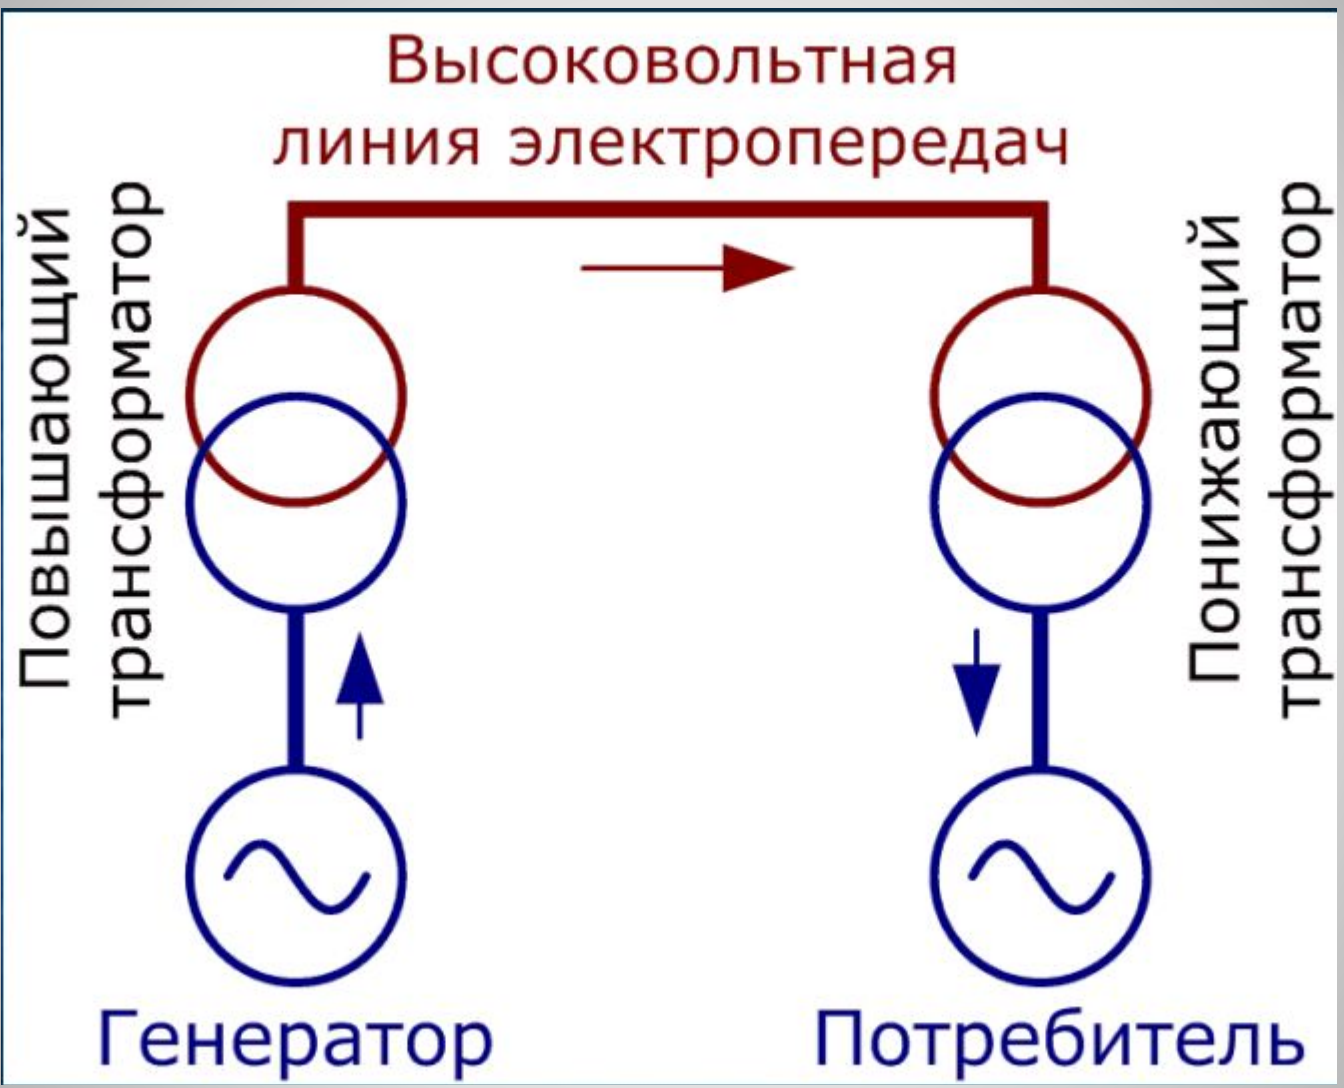 Высоковольтная
линия электропередач
Повышающий
трансформатор
Понижающий
трансформатор
Генератор
Потребитель